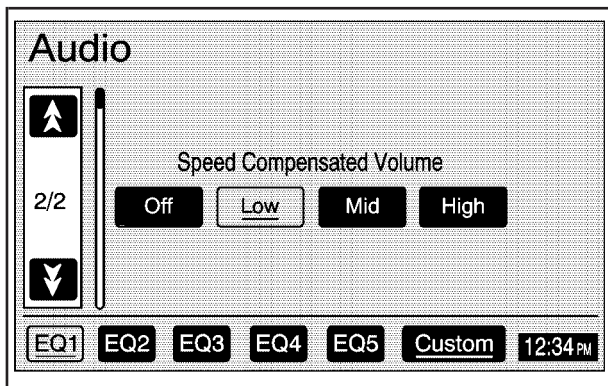 Audio
Speed Compensated Volume
2/2
Off Low Mid High
EQ1 EQ2 EQ3 EQ4 EQ5 Custom 12:34 PM